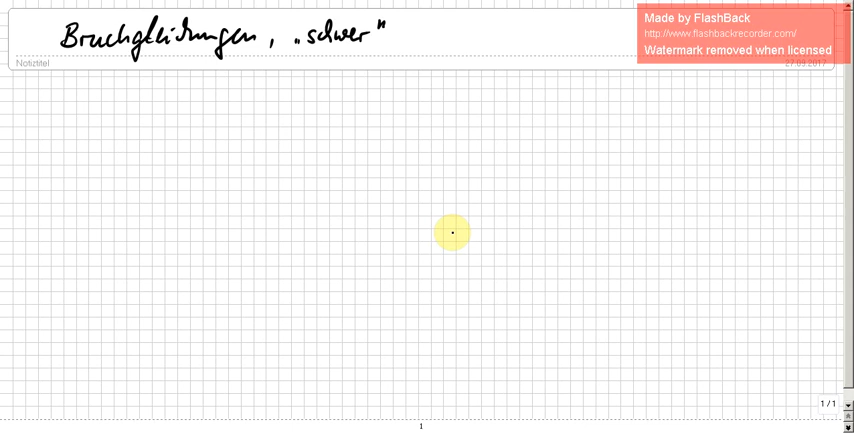 Bruchgleichungen, „schwer"
Made by FlashBack
http://www.flashbackrecorder.com/
Watermark removed when licensed
Notiztitel
27.09.2017
1 / 1
1